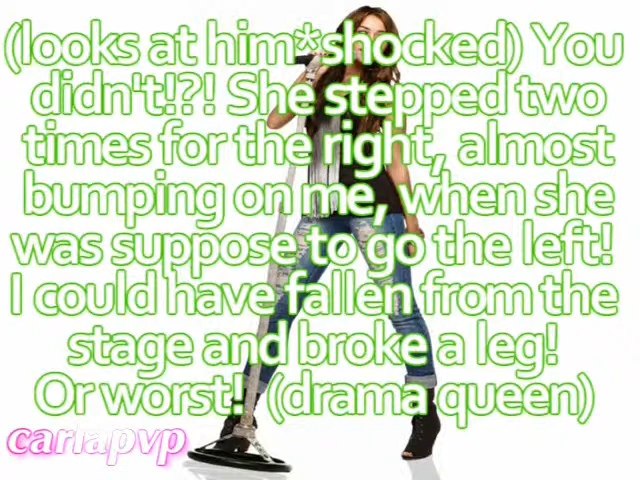 (looks at him*shocked) You
didn't!?! She stepped two
times for the right, almost
bumping on me, when she
was suppose to go the left!
I could have fallen from the
stage and broke a leg!
Or worst! (drama queen)
carlapvp